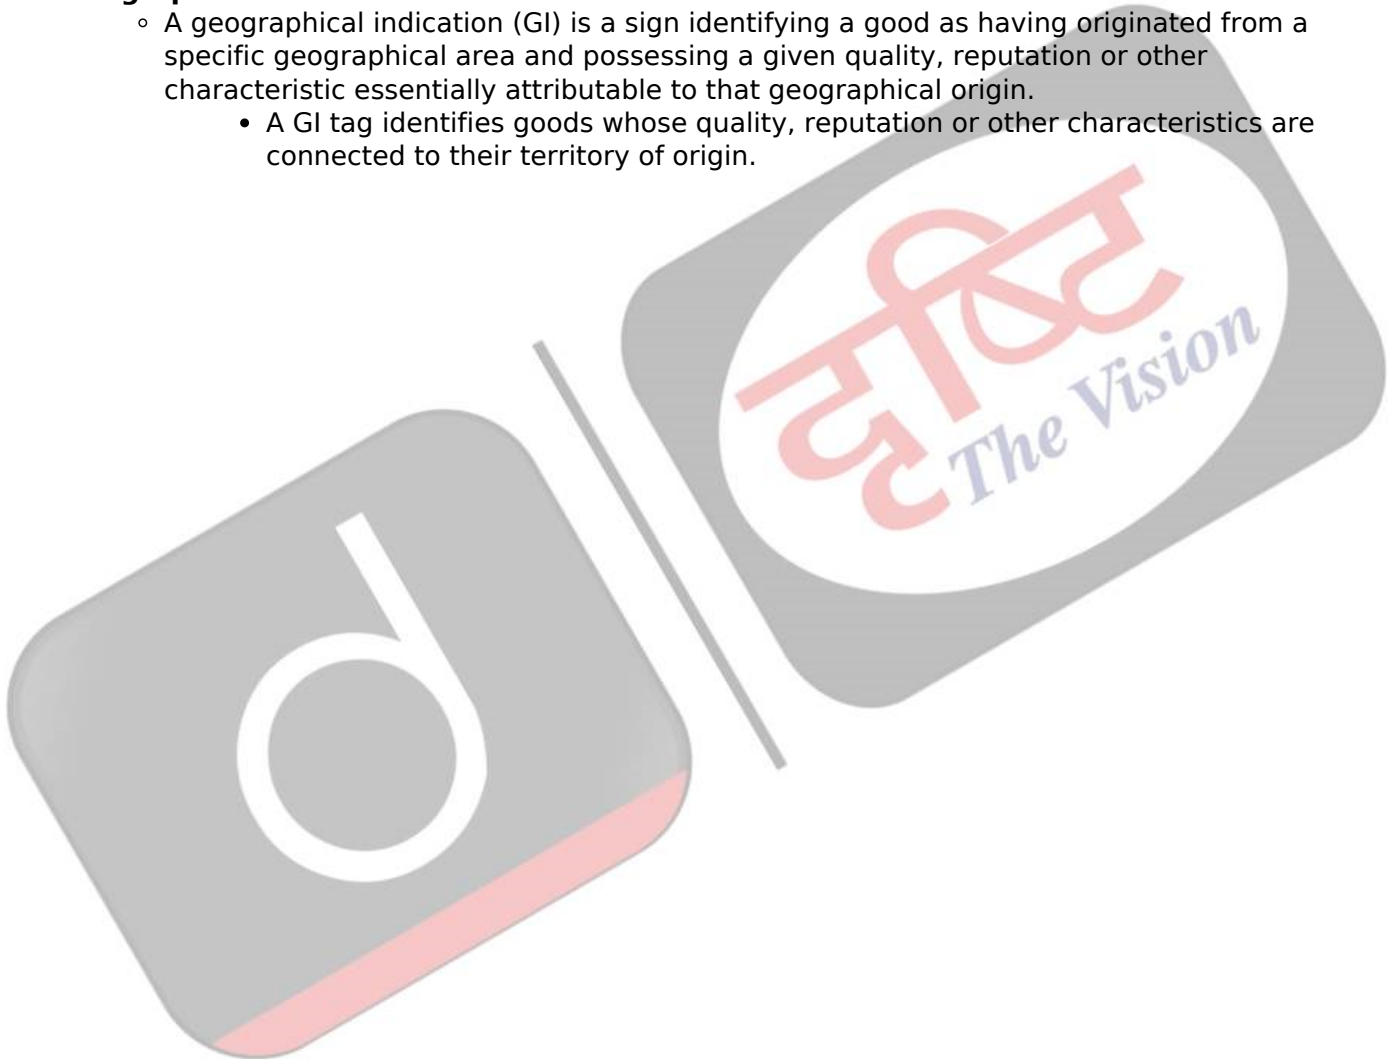 ◦ A geographical indication (GI) is a sign identifying a good as having originated from a
specific geographical area and possessing a given quality, reputation or other
characteristic essentially attributable to that geographical origin.
• A GI tag identifies goods whose quality, reputation or other characteristics are
connected to their territory of origin.
दृष्टि
The Vision
d